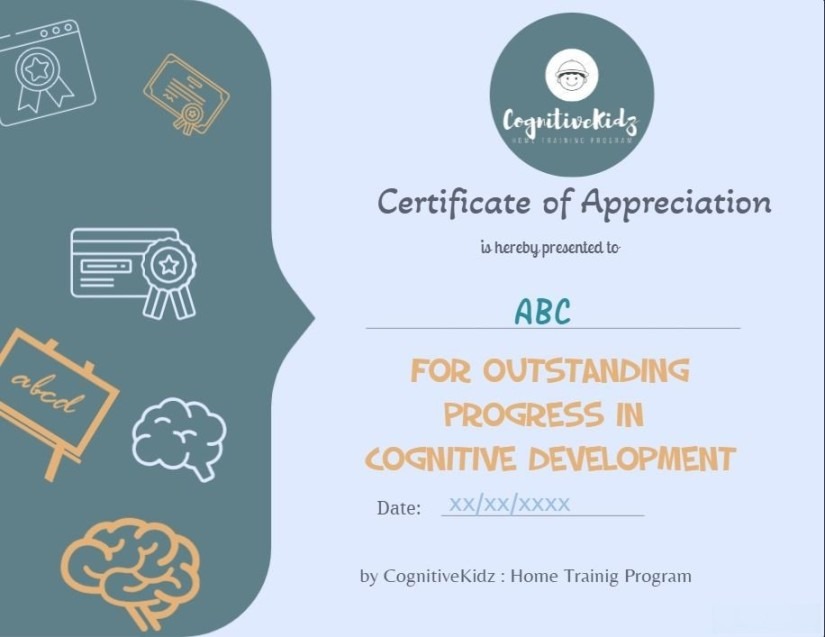 CognitiveKidz
HOME TRAINING PROGRAM
Certificate of Appreciation
is hereby presented to
ABC
FOR OUTSTANDING
PROGRESS IN
COGNITIVE DEVELOPMENT
Date: xx/xx/xxxx
by CognitiveKidz : Home Trainig Program
abcd